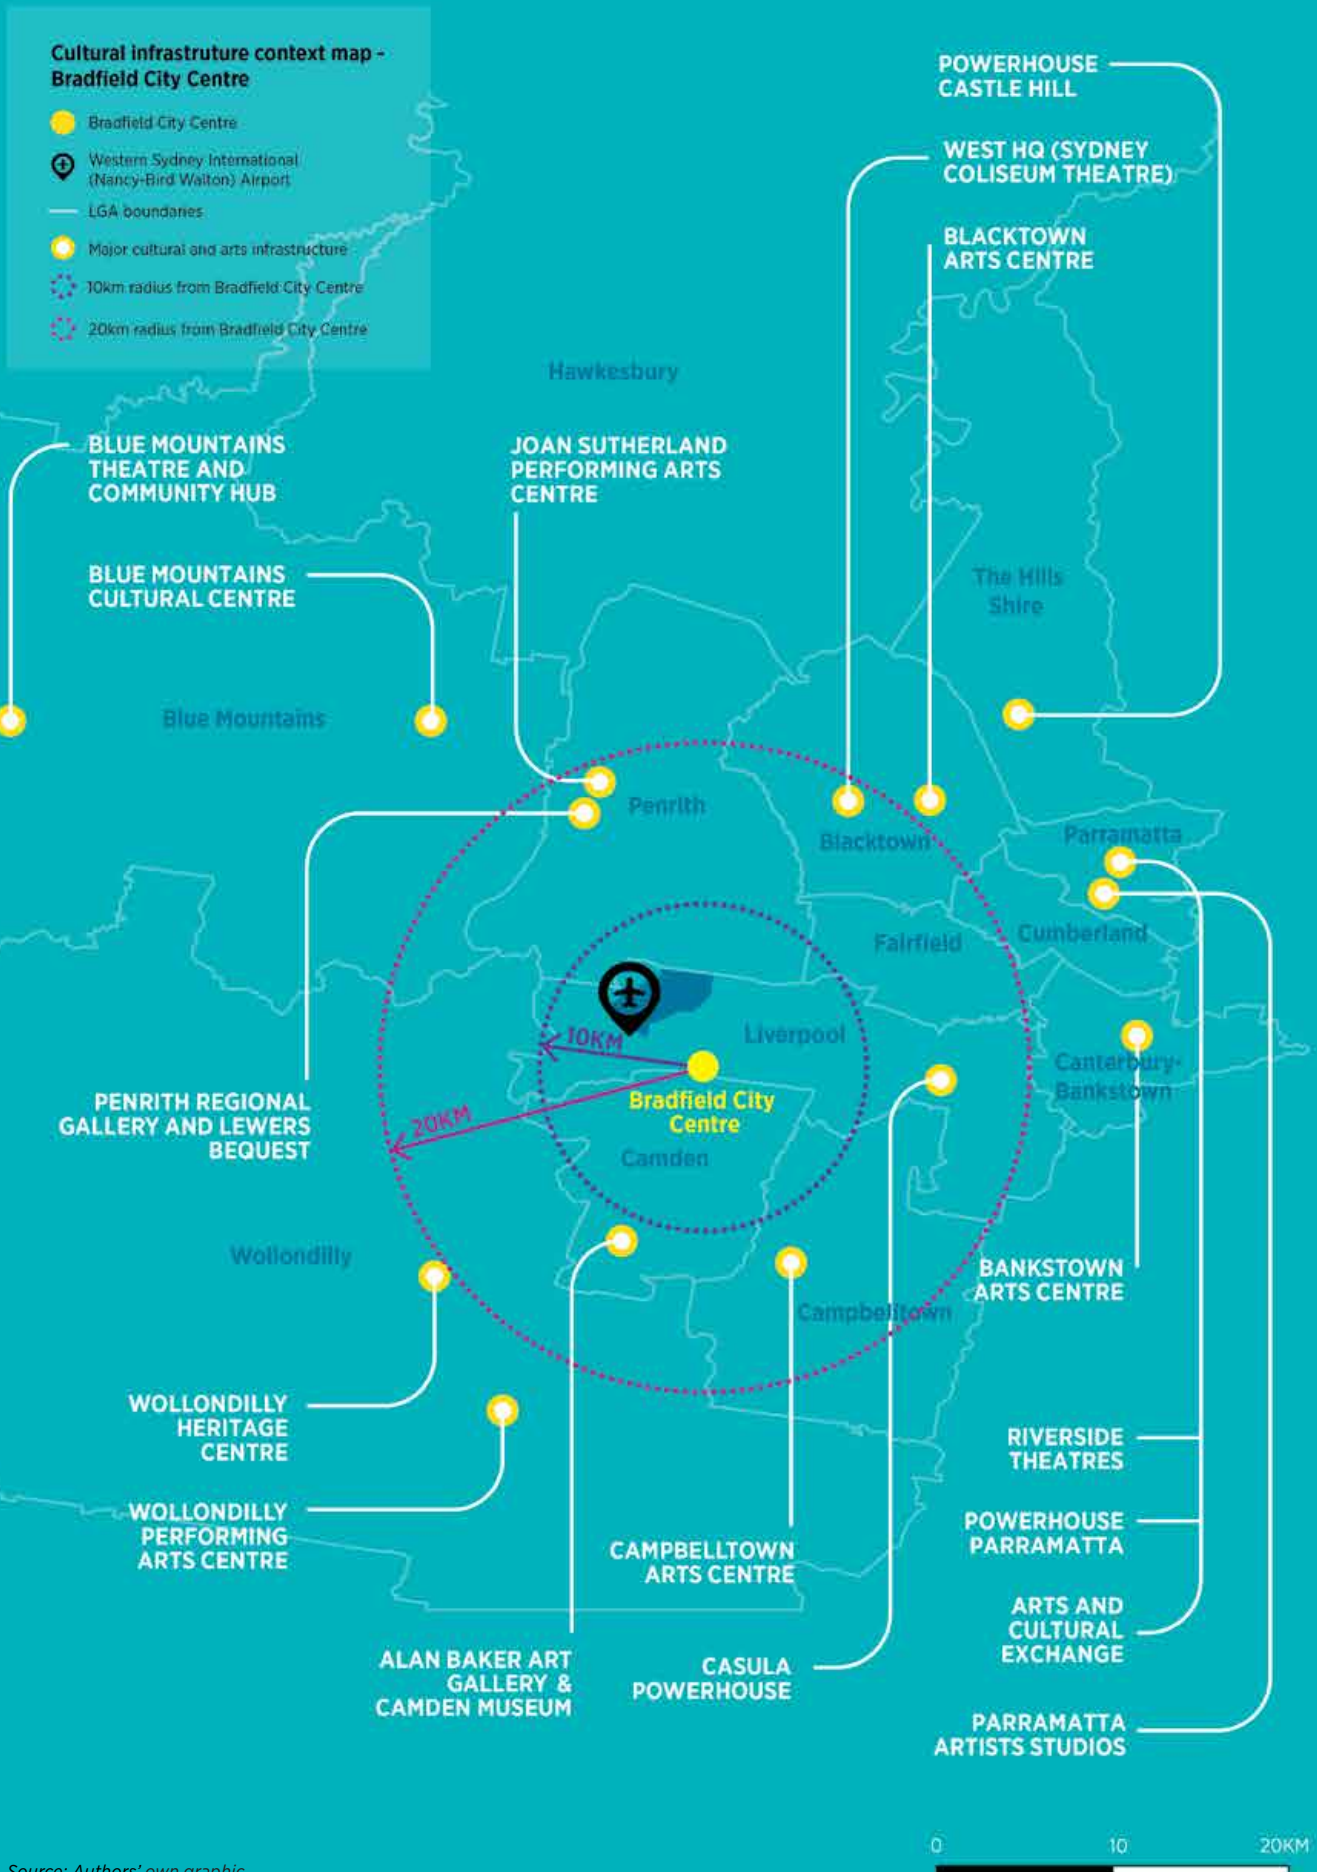 Cultural infrastruture context map -
Bradfield City Centre
Bradfield City Centre
Western Sydney International
(Nancy-Bird Walton) Airport
LGA boundaries
Major cultural and arts infrastructure
10km radius from Bradfield City Centre
20km radius from Bradfield City Centre
POWERHOUSE
CASTLE HILL
WEST HQ (SYDNEY
COLISEUM THEATRE)
BLACKTOWN
ARTS CENTRE
Hawkesbury
BLUE MOUNTAINS
THEATRE AND
COMMUNITY HUB
JOAN SUTHERLAND
PERFORMING ARTS
CENTRE
BLUE MOUNTAINS
CULTURAL CENTRE
The Hills
Shire
Blue Mountains
Penrith
Blacktown
Parramatta
Fairfield
Cumberland
10KM
Liverpool
Canterbury-
Bankstown
Bradfield City
Centre
20KM
PENRITH REGIONAL
GALLERY AND LEWERS
BEQUEST
Camden
Wollondilly
BANKSTOWN
ARTS CENTRE
Campbelltown
WOLLONDILLY
HERITAGE
CENTRE
RIVERSIDE
THEATRES
WOLLONDILLY
PERFORMING
ARTS CENTRE
POWERHOUSE
PARRAMATTA
CAMPBELLTOWN
ARTS CENTRE
ARTS AND
CULTURAL
EXCHANGE
ALAN BAKER ART
GALLERY &
CAMDEN MUSEUM
CASULA
POWERHOUSE
PARRAMATTA
ARTISTS STUDIOS
0 10 20KM
Source: Authors' own graphic